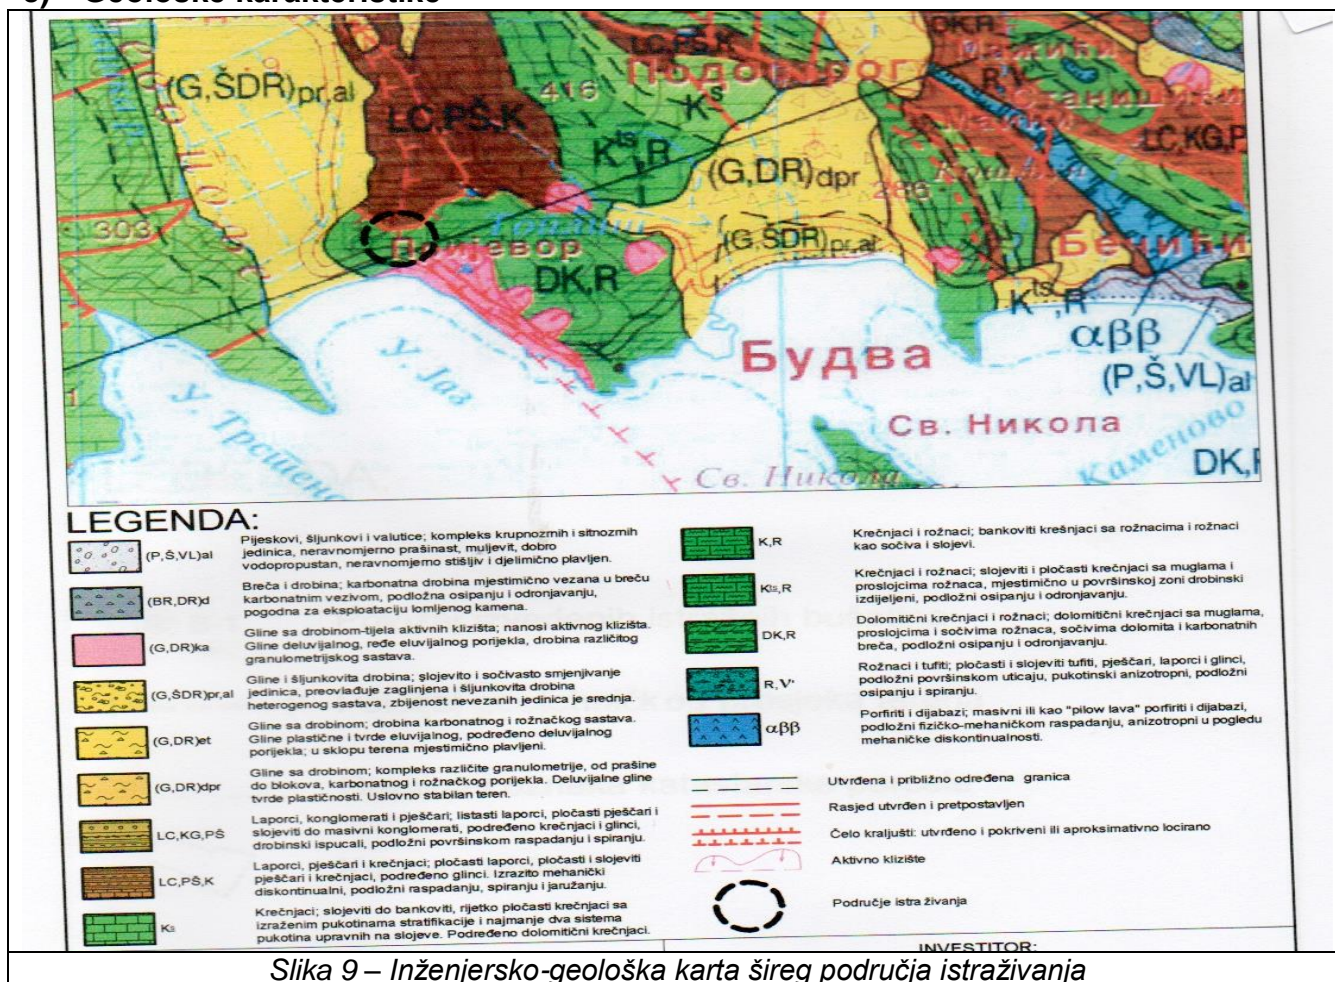 (G,ŠDR)pr,al
LC,PŠ,K
LC,PŠ,K
416
Ks
Kts,R
(G,DR)dpr
286
LC,KG,P
303
DK,R
(G,ŠDR)pr,al
Бечићи
Kts,R
αββ
(P,Š,VL)al
Будва
У. Јаз
У. Трстено
Св. Никола
Св. Никола
Каменово
DK,
LEGENDA:
(P,Š,VL)al
Pijeskovi, šljunkovi i valutice; kompleks krupnozrnih i sitnozrnih
jedinica, neravnomjerno prašinast, muljevit, dobro
vodopropustan, neravnomjerno stišljiv i djelimično plavljen.
(BR,DR)d
Breča i drobina; karbonatna drobina mjestimično vezana u breču
karbonatnim vezivom, podložna osipanju i odronjavanju,
pogodna za eksploataciju lomljenog kamena.
(G,DR)ka
Gline sa drobinom-tijela aktivnih klizišta; nanosi aktivnog klizišta.
Gline deluvijalnog, ređe eluvijalnog porijekla, drobina različitog
granulometrijskog sastava.
(G,ŠDR)pr,al
Gline i šljunkovita drobina; slojevito i sočivasto smjenjivanje
jedinica, preovlađuje zaglinjena i šljunkovita drobina
heterogenog sastava, zbijenost nevezanih jedinica je srednja.
(G,DR)et
Gline sa drobinom; drobina karbonatnog i rožnačkog sastava.
Gline plastične i tvrde eluvijalnog, podređeno deluvijalnog
porijekla; u sklopu terena mjestimično plavljeni.
(G,DR)dpr
Gline sa drobinom; kompleks različite granulometrije, od prašine
do blokova, karbonatnog i rožnačkog porijekla. Deluvijalne gline
tvrde plastičnosti. Uslovno stabilan teren.
LC,KG,PŠ
Laporci, konglomerati i pješčari; listasti laporci, pločasti pješčari i
slojeviti do masivni konglomerati, podređeno krečnjaci i glinci,
drobinski ispucali, podložni površinskom raspadanju i spiranju.
LC,PŠ,K
Laporci, pješčari i krečnjaci; pločasti laporci, pločasti i slojeviti
pješčari i krečnjaci, podređeno glinci. Izrazito mehanički
diskontinualni, podložni raspadanju, spiranju i jaružanju.
Ks
Krečnjaci; slojeviti do bankoviti, rijetko pločasti krečnjaci sa
izraženim pukotinama stratifikacije i najmanje dva sistema
pukotina upravnih na slojeve. Podređeno dolomitični krečnjaci.
K,R
Krečnjaci i rožnaci; bankoviti krešnjaci sa rožnacima i rožnaci
kao sočiva i slojevi.
Kts,R
Krečnjaci i rožnaci; slojeviti i pločasti krečnjaci sa muglama i
proslojcima rožnaca, mjestimično u površinskoj zoni drobinski
izdijeljeni, podložni osipanju i odronjavanju.
DK,R
Dolomitični krečnjaci i rožnaci; dolomitični krečnjaci sa muglama,
proslojcima i sočivima rožnaca, sočivima dolomita i karbonatnih
breča, podložni osipanju i odronjavanju.
R,V'
Rožnaci i tufiti; pločasti i slojeviti tufiti, pješčari, laporci i glinci,
podložni površinskom uticaju, pukotinski anizotropni, podložni
osipanju i spiranju.
αββ
Porfiriti i dijabazi; masivni ili kao "pilow lava" porfiriti i dijabazi,
podložni fizičko-mehaničkom raspadanju, anizotropni u pogledu
mehaničke diskontinualnosti.
Utvrđena i približno određena granica
Rasjed utvrđen i pretpostavljen
Čelo kraljušti: utvrđeno i pokriveni ili aproksimativno locirano
Aktivno klizište
Područje istra živanja
INVESTITOR:
Slika 9 – Inženjersko-geološka karta šireg područja istraživanja